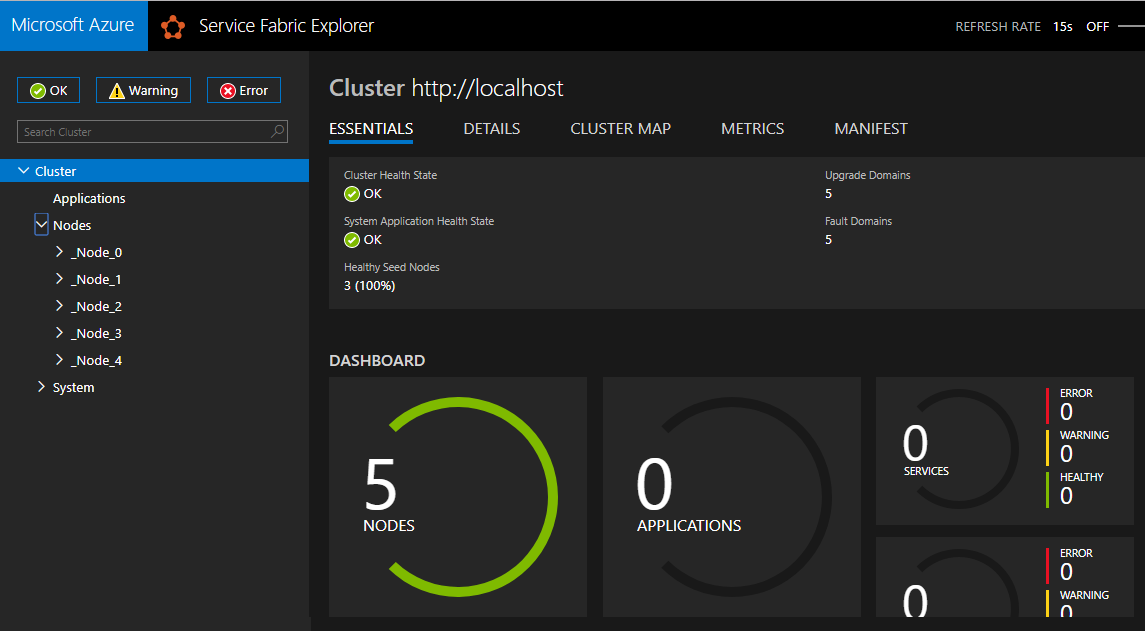 Microsoft Azure
Service Fabric Explorer
REFRESH RATE 15s OFF
OK
Warning
Error
Search Cluster
Cluster
Applications
Nodes
_Node_0
_Node_1
_Node_2
_Node_3
_Node_4
System
Cluster http://localhost
ESSENTIALS
DETAILS
CLUSTER MAP
METRICS
MANIFEST
Cluster Health State
OK
System Application Health State
OK
Healthy Seed Nodes
3 (100%)
Upgrade Domains
5
Fault Domains
5
DASHBOARD
5
NODES
0
APPLICATIONS
0
SERVICES
ERROR
0
WARNING
0
HEALTHY
0
0
ERROR
0
WARNING
0